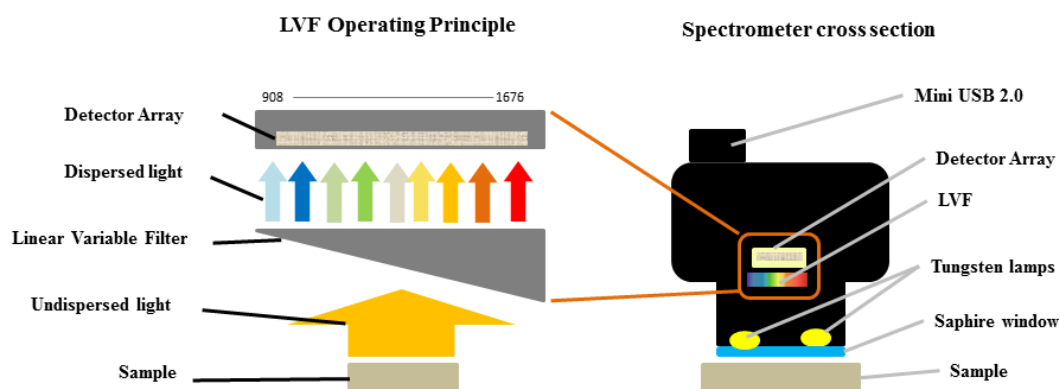 LVF Operating Principle
908
1676
Detector Array
Dispersed light
Linear Variable Filter
Undispersed light
Sample
Spectrometer cross section
Mini USB 2.0
Detector Array
LVF
Tungsten lamps
Saphire window
Sample